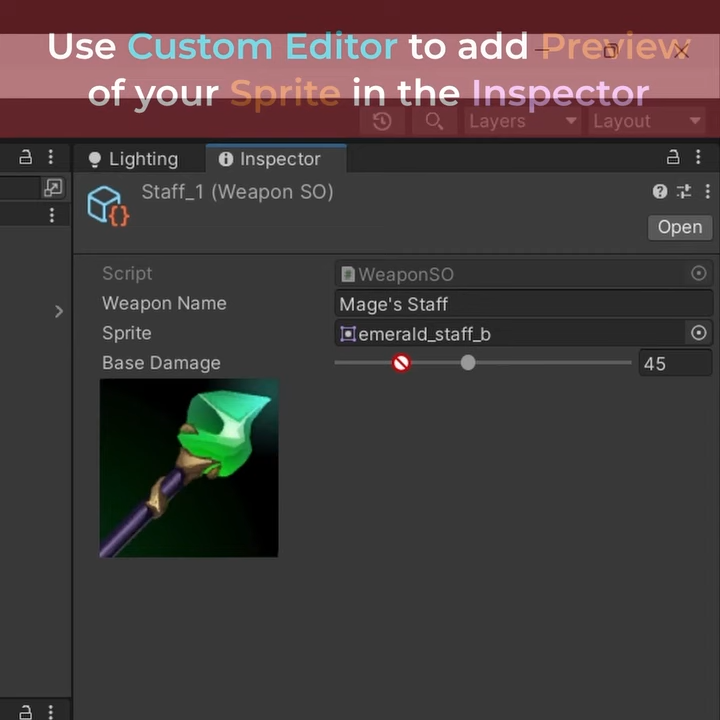 Use Custom Editor to add Preview
of your Sprite in the Inspector
Layers Layout
Lighting Inspector
Staff_1 (Weapon SO)
Open
Script WeaponSO
Weapon Name Mage's Staff
Sprite emerald_staff_b
Base Damage 45